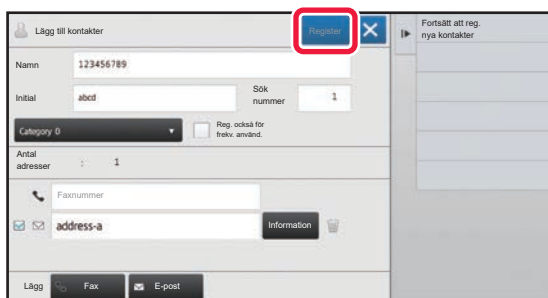 Lägg till kontakter
Register
Fortsätt att reg.
nya kontakter
Namn
123456789
Initial
abcd
Sök
nummer
1
Category 0
Reg. också för
frekv. använd.
Antal
adresser
:
1
Faxnummer
address-a
Information
Lägg
Fax
E-post